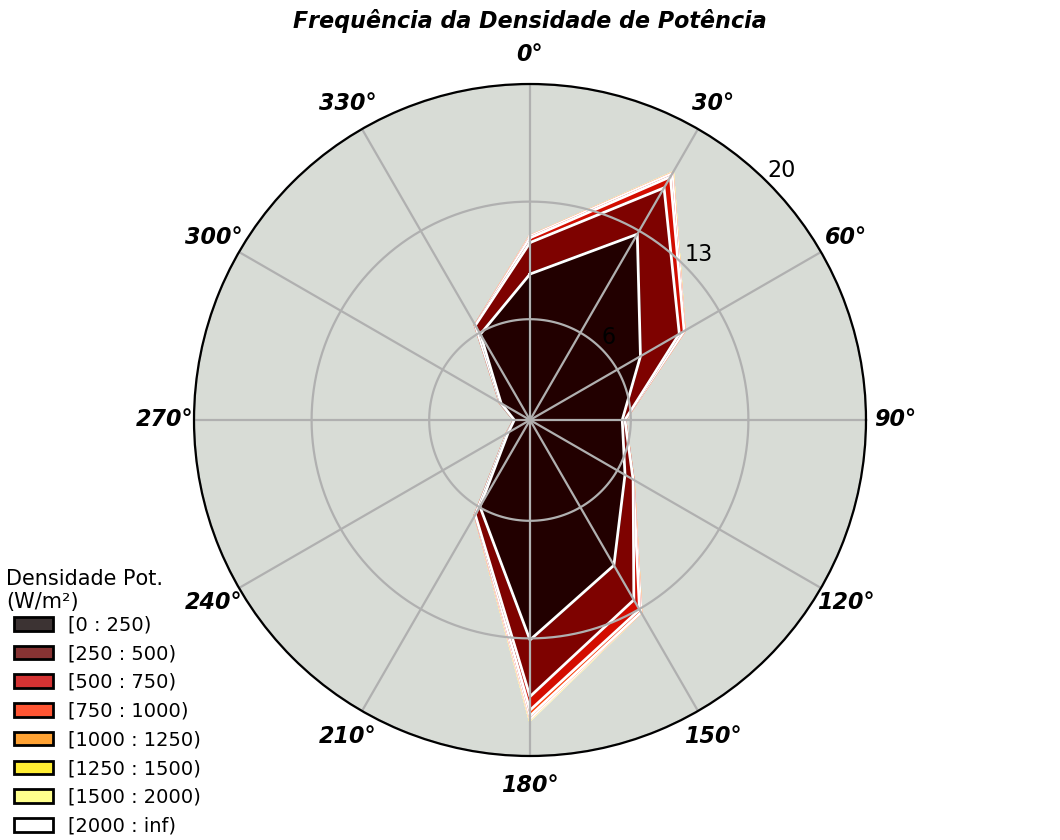 Frequência da Densidade de Potência
0°
330°
30°
20
300°
60°
13
6
270°
90°
240°
120°
210°
150°
180°
Densidade Pot.
(W/m²)
[0 : 250)
[250 : 500)
[500 : 750)
[750 : 1000)
[1000 : 1250)
[1250 : 1500)
[1500 : 2000)
[2000 : inf)